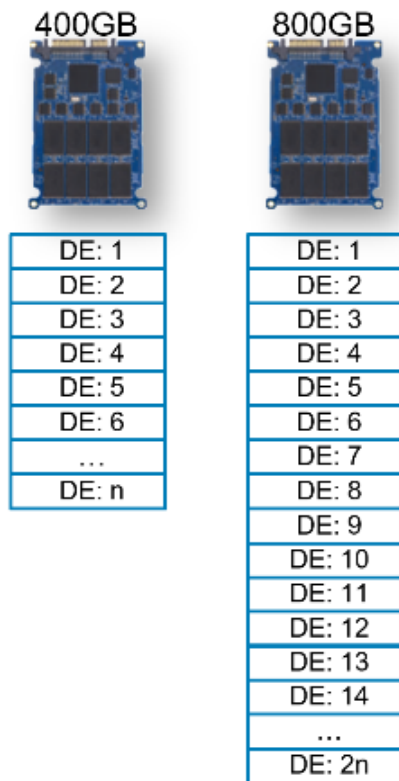 400GB
DE: 1
DE: 2
DE: 3
DE: 4
DE: 5
DE: 6
...
DE: n
800GB
DE: 1
DE: 2
DE: 3
DE: 4
DE: 5
DE: 6
DE: 7
DE: 8
DE: 9
DE: 10
DE: 11
DE: 12
DE: 13
DE: 14
...
DE: 2n